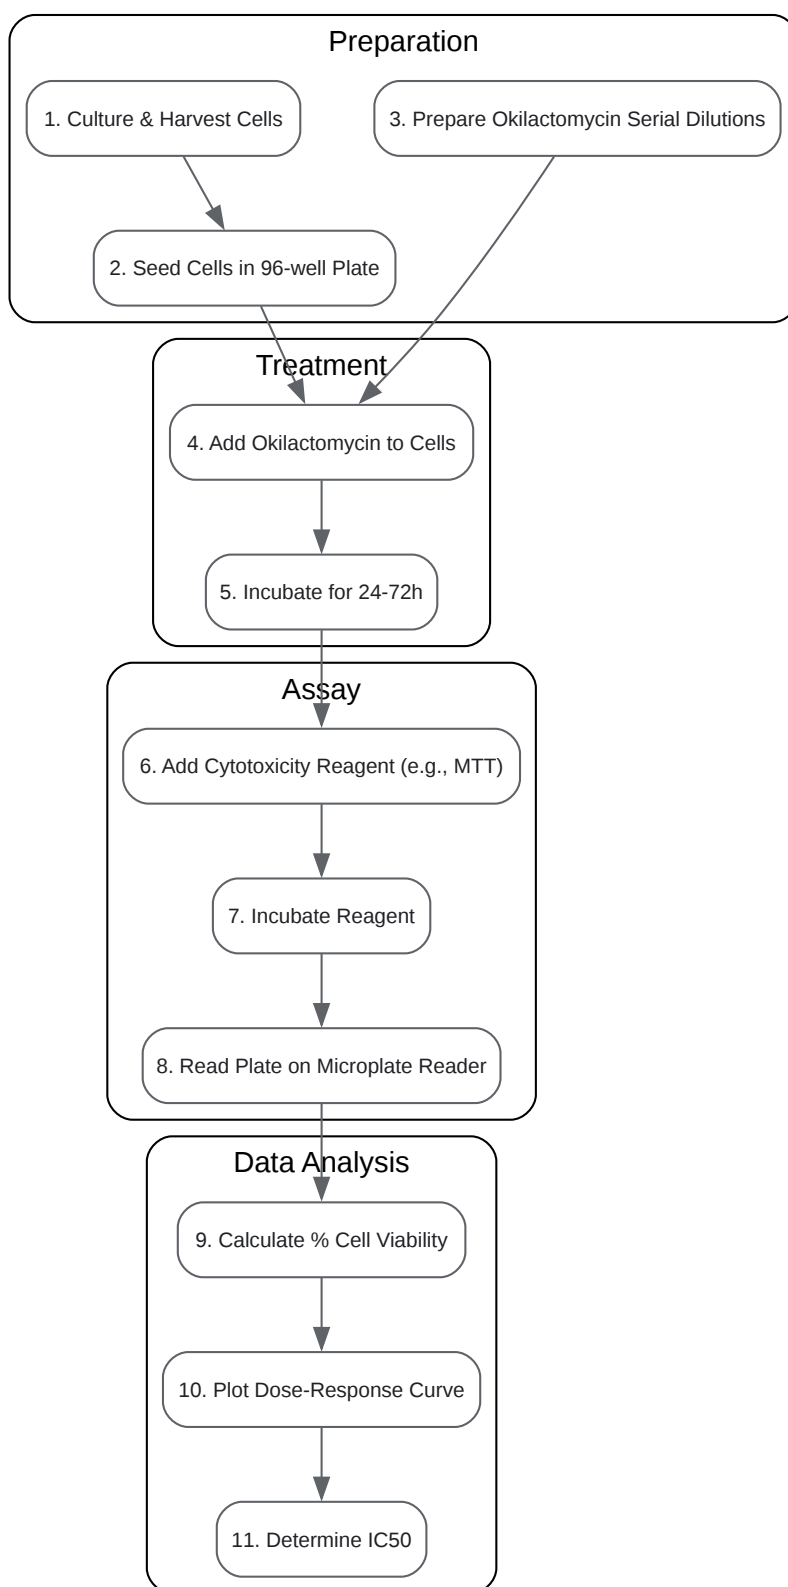 Preparation
1. Culture & Harvest Cells
3. Prepare Okilactomycin Serial Dilutions
2. Seed Cells in 96-well Plate
Treatment
4. Add Okilactomycin to Cells
5. Incubate for 24-72h
Assay
6. Add Cytotoxicity Reagent (e.g., MTT)
7. Incubate Reagent
8. Read Plate on Microplate Reader
Data Analysis
9. Calculate % Cell Viability
10. Plot Dose-Response Curve
11. Determine IC50